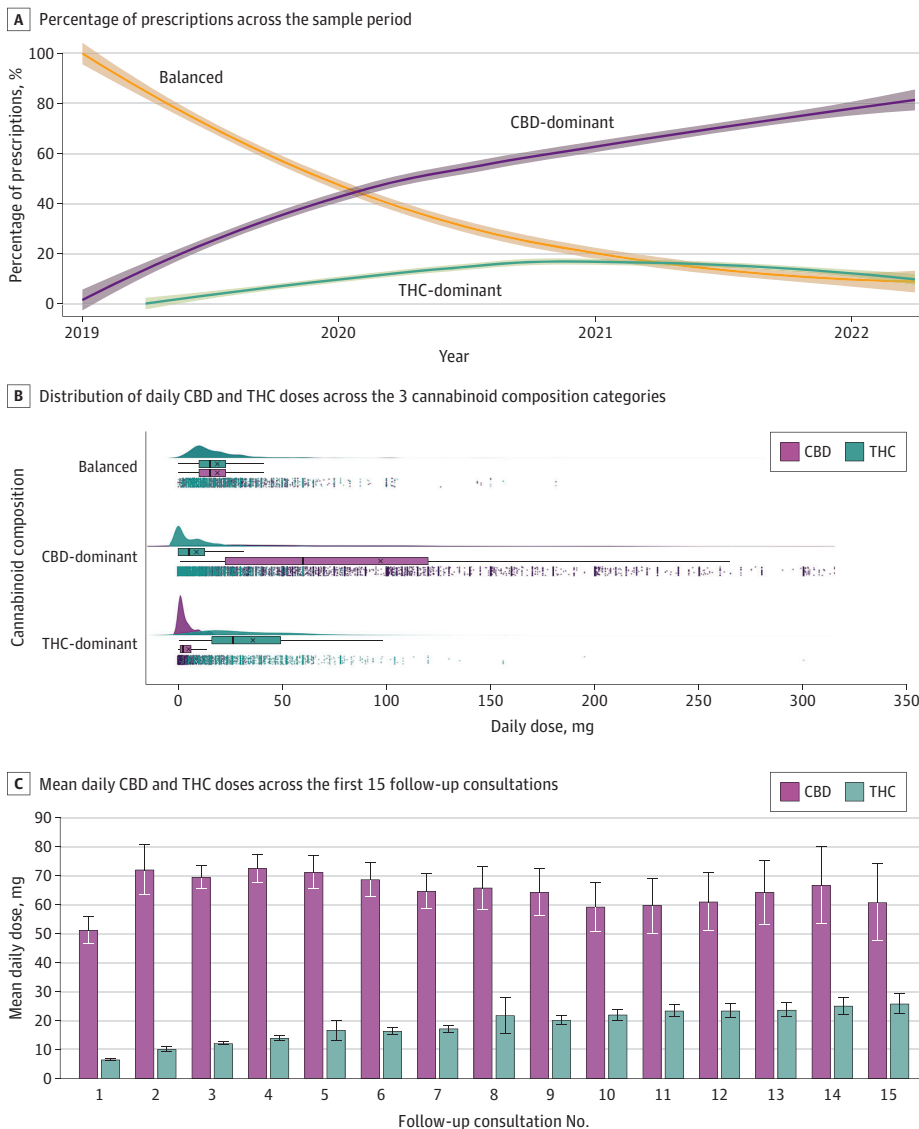 A Percentage of prescriptions across the sample period
Percentage of prescriptions, %
100
80
60
40
20
0
Balanced
CBD-dominant
THC-dominant
2019 2020 2021 2022
Year
B Distribution of daily CBD and THC doses across the 3 cannabinoid composition categories
CBD THC
Cannabinoid composition
Balanced
CBD-dominant
THC-dominant
0 50 100 150 200 250 300 350
Daily dose, mg
C Mean daily CBD and THC doses across the first 15 follow-up consultations
CBD THC
Mean daily dose, mg
90
80
70
60
50
40
30
20
10
0
1 2 3 4 5 6 7 8 9 10 11 12 13 14 15
Follow-up consultation No.